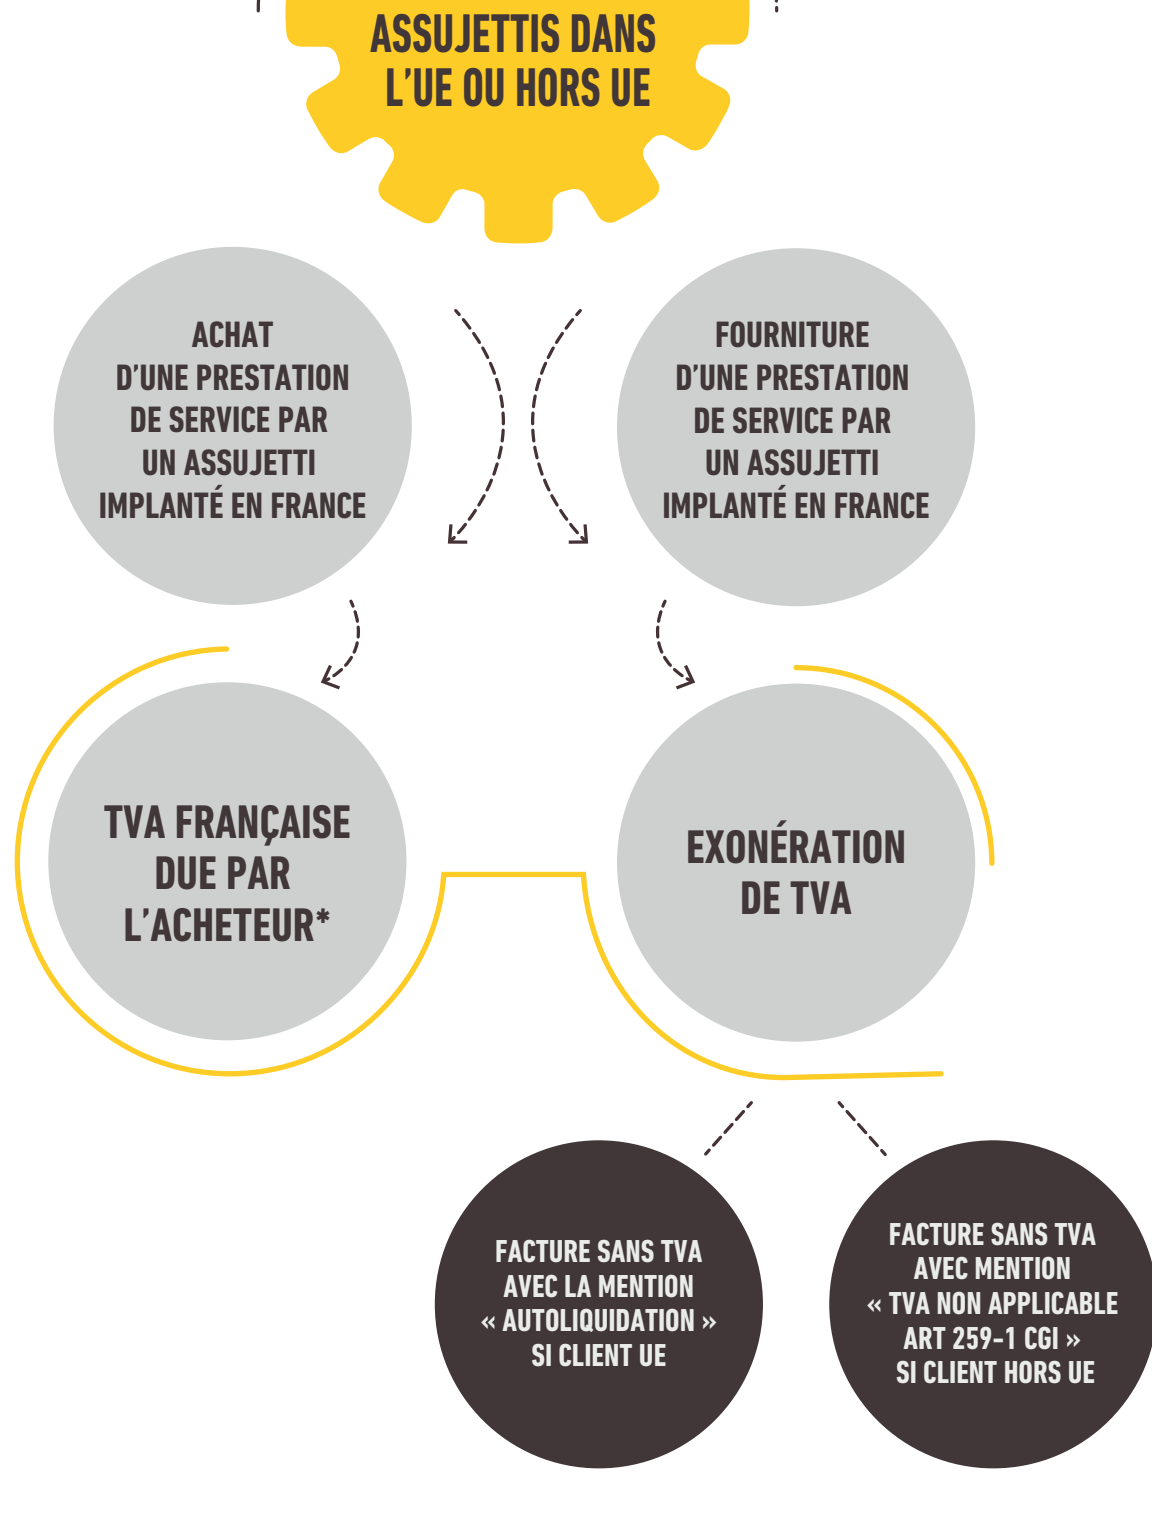 ASSUJETTIS DANS
L'UE OU HORS UE
ACHAT
D'UNE PRESTATION
DE SERVICE PAR
UN ASSUJETTI
IMPLANTÉ EN FRANCE
FOURNITURE
D'UNE PRESTATION
DE SERVICE PAR
UN ASSUJETTI
IMPLANTÉ EN FRANCE
TVA FRANÇAISE
DUE PAR
L'ACHETEUR*
EXONÉRATION
DE TVA
FACTURE SANS TVA
AVEC LA MENTION
« AUTOLIQUIDATION »
SI CLIENT UE
FACTURE SANS TVA
AVEC MENTION
« TVA NON APPLICABLE
ART 259-1 CGI »
SI CLIENT HORS UE